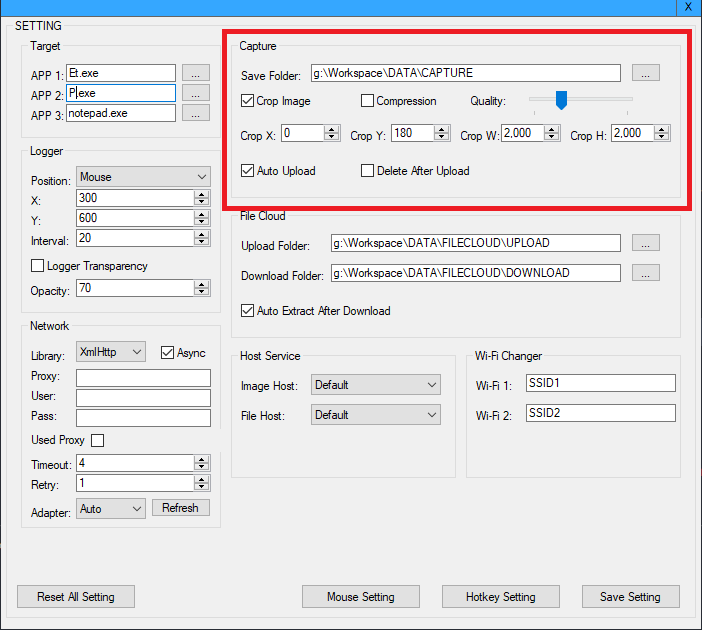 X
SETTING
Target
APP 1: Et.exe ...
APP 2: P.exe ...
APP 3: notepad.exe ...
Logger
Position: Mouse
X: 300
Y: 600
Interval: 20
Logger Transparency
Opacity: 70
Network
Library: XmlHttp Async
Proxy:
User:
Pass:
Used Proxy
Timeout: 4
Retry: 1
Adapter: Auto Refresh
Capture
Save Folder: g:\Workspace\DATA\CAPTURE ...
Crop Image Compression Quality:
Crop X: 0 Crop Y: 180 Crop W: 2,000 Crop H: 2,000
Auto Upload Delete After Upload
File Cloud
Upload Folder: g:\Workspace\DATA\FILECLOUD\UPLOAD ...
Download Folder: g:\Workspace\DATA\FILECLOUD\DOWNLOAD ...
Auto Extract After Download
Host Service
Image Host: Default
File Host: Default
Wi-Fi Changer
Wi-Fi 1: SSID1
Wi-Fi 2: SSID2
Reset All Setting Mouse Setting Hotkey Setting Save Setting